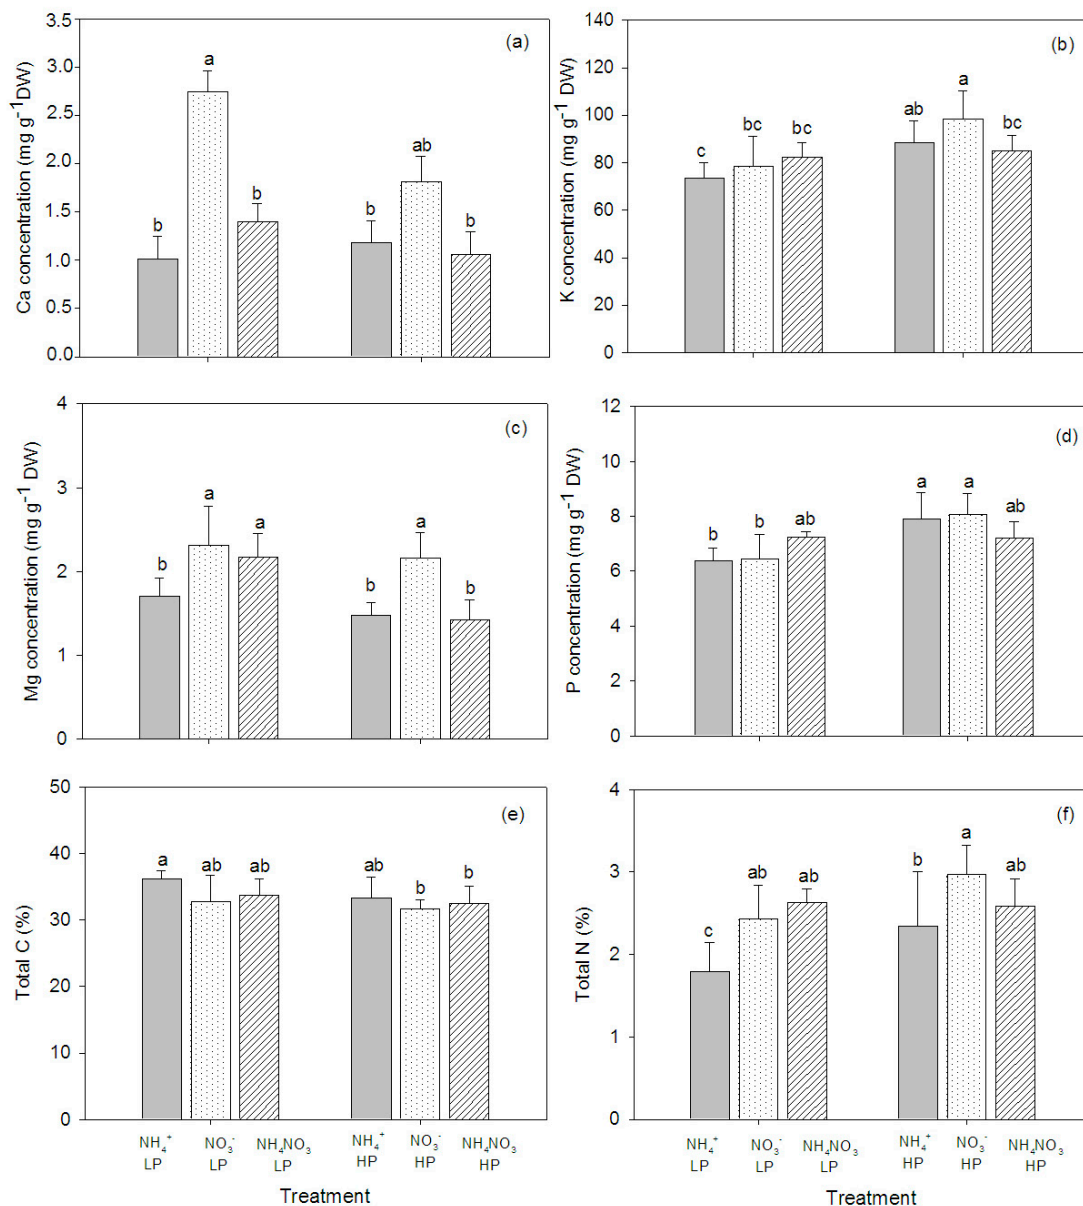 (a)
Ca concentration (mg g⁻¹DW)
3.5
3.0
2.5
2.0
1.5
1.0
0.5
0.0
b a b b ab b
(b)
K concentration (mg g⁻¹ DW)
140
120
100
80
60
40
20
0
c bc bc ab a bc
(c)
Mg concentration (mg g⁻¹ DW)
4
3
2
1
0
b a a b a b
(d)
P concentration (mg g⁻¹ DW)
12
10
8
6
4
2
0
b b ab a a ab
(e)
Total C (%)
50
40
30
20
10
0
a ab ab ab b b
NH₄⁺ NO₃⁻ NH₄NO₃ NH₄⁺ NO₃⁻ NH₄NO₃
LP LP LP HP HP HP
Treatment
(f)
Total N (%)
4
3
2
1
0
c ab ab b a ab
NH₄⁺ NO₃⁻ NH₄NO₃ NH₄⁺ NO₃⁻ NH₄NO₃
LP LP LP HP HP HP
Treatment